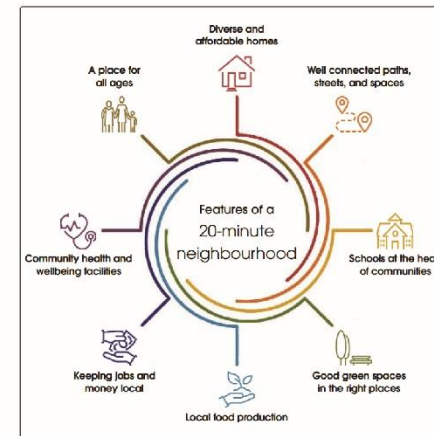 Diverse and
affordable homes
A place for
all ages
Well connected paths,
streets, and spaces
Features of a
20-minute
neighbourhood
Community health and
wellbeing facilities
Schools at the hea
of communities
Keeping jobs and
money local
Good green spaces
in the right places
Local food production